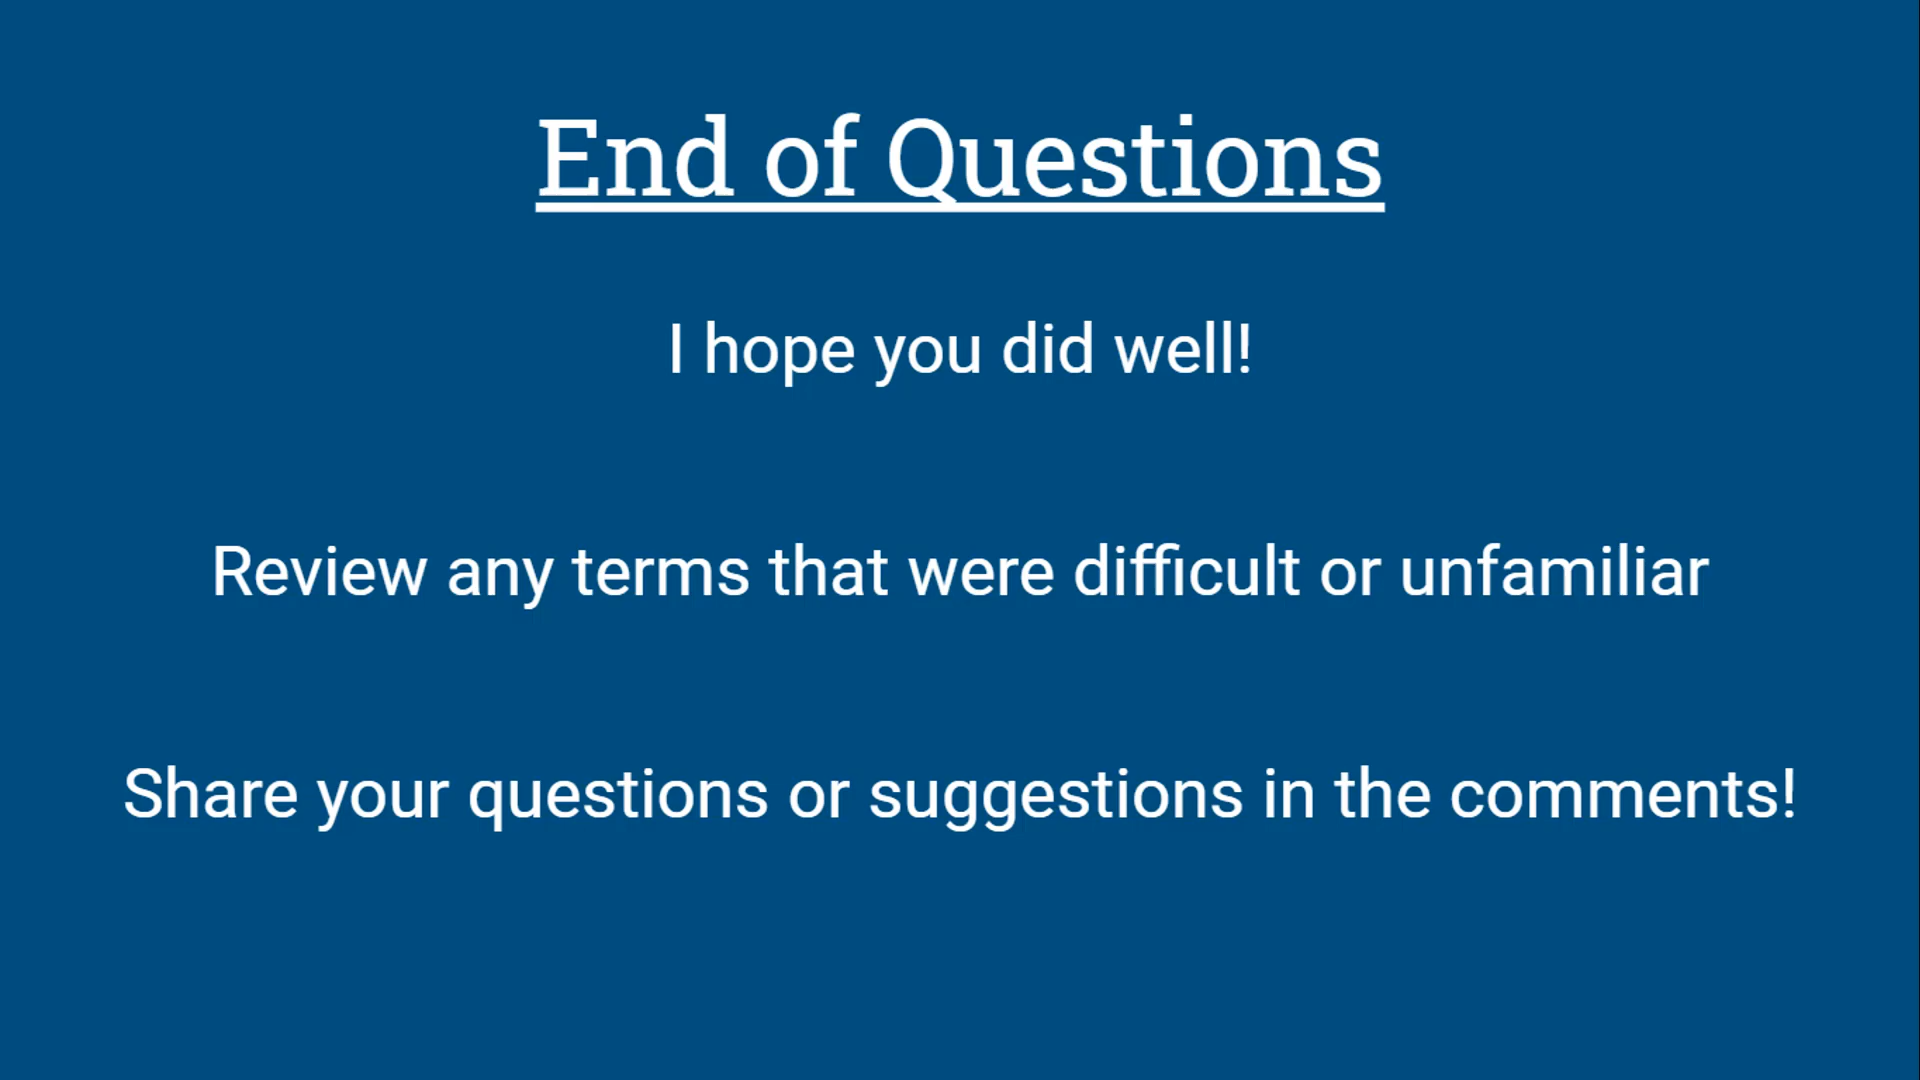 End of Questions
I hope you did well!
Review any terms that were difficult or unfamiliar
Share your questions or suggestions in the comments!